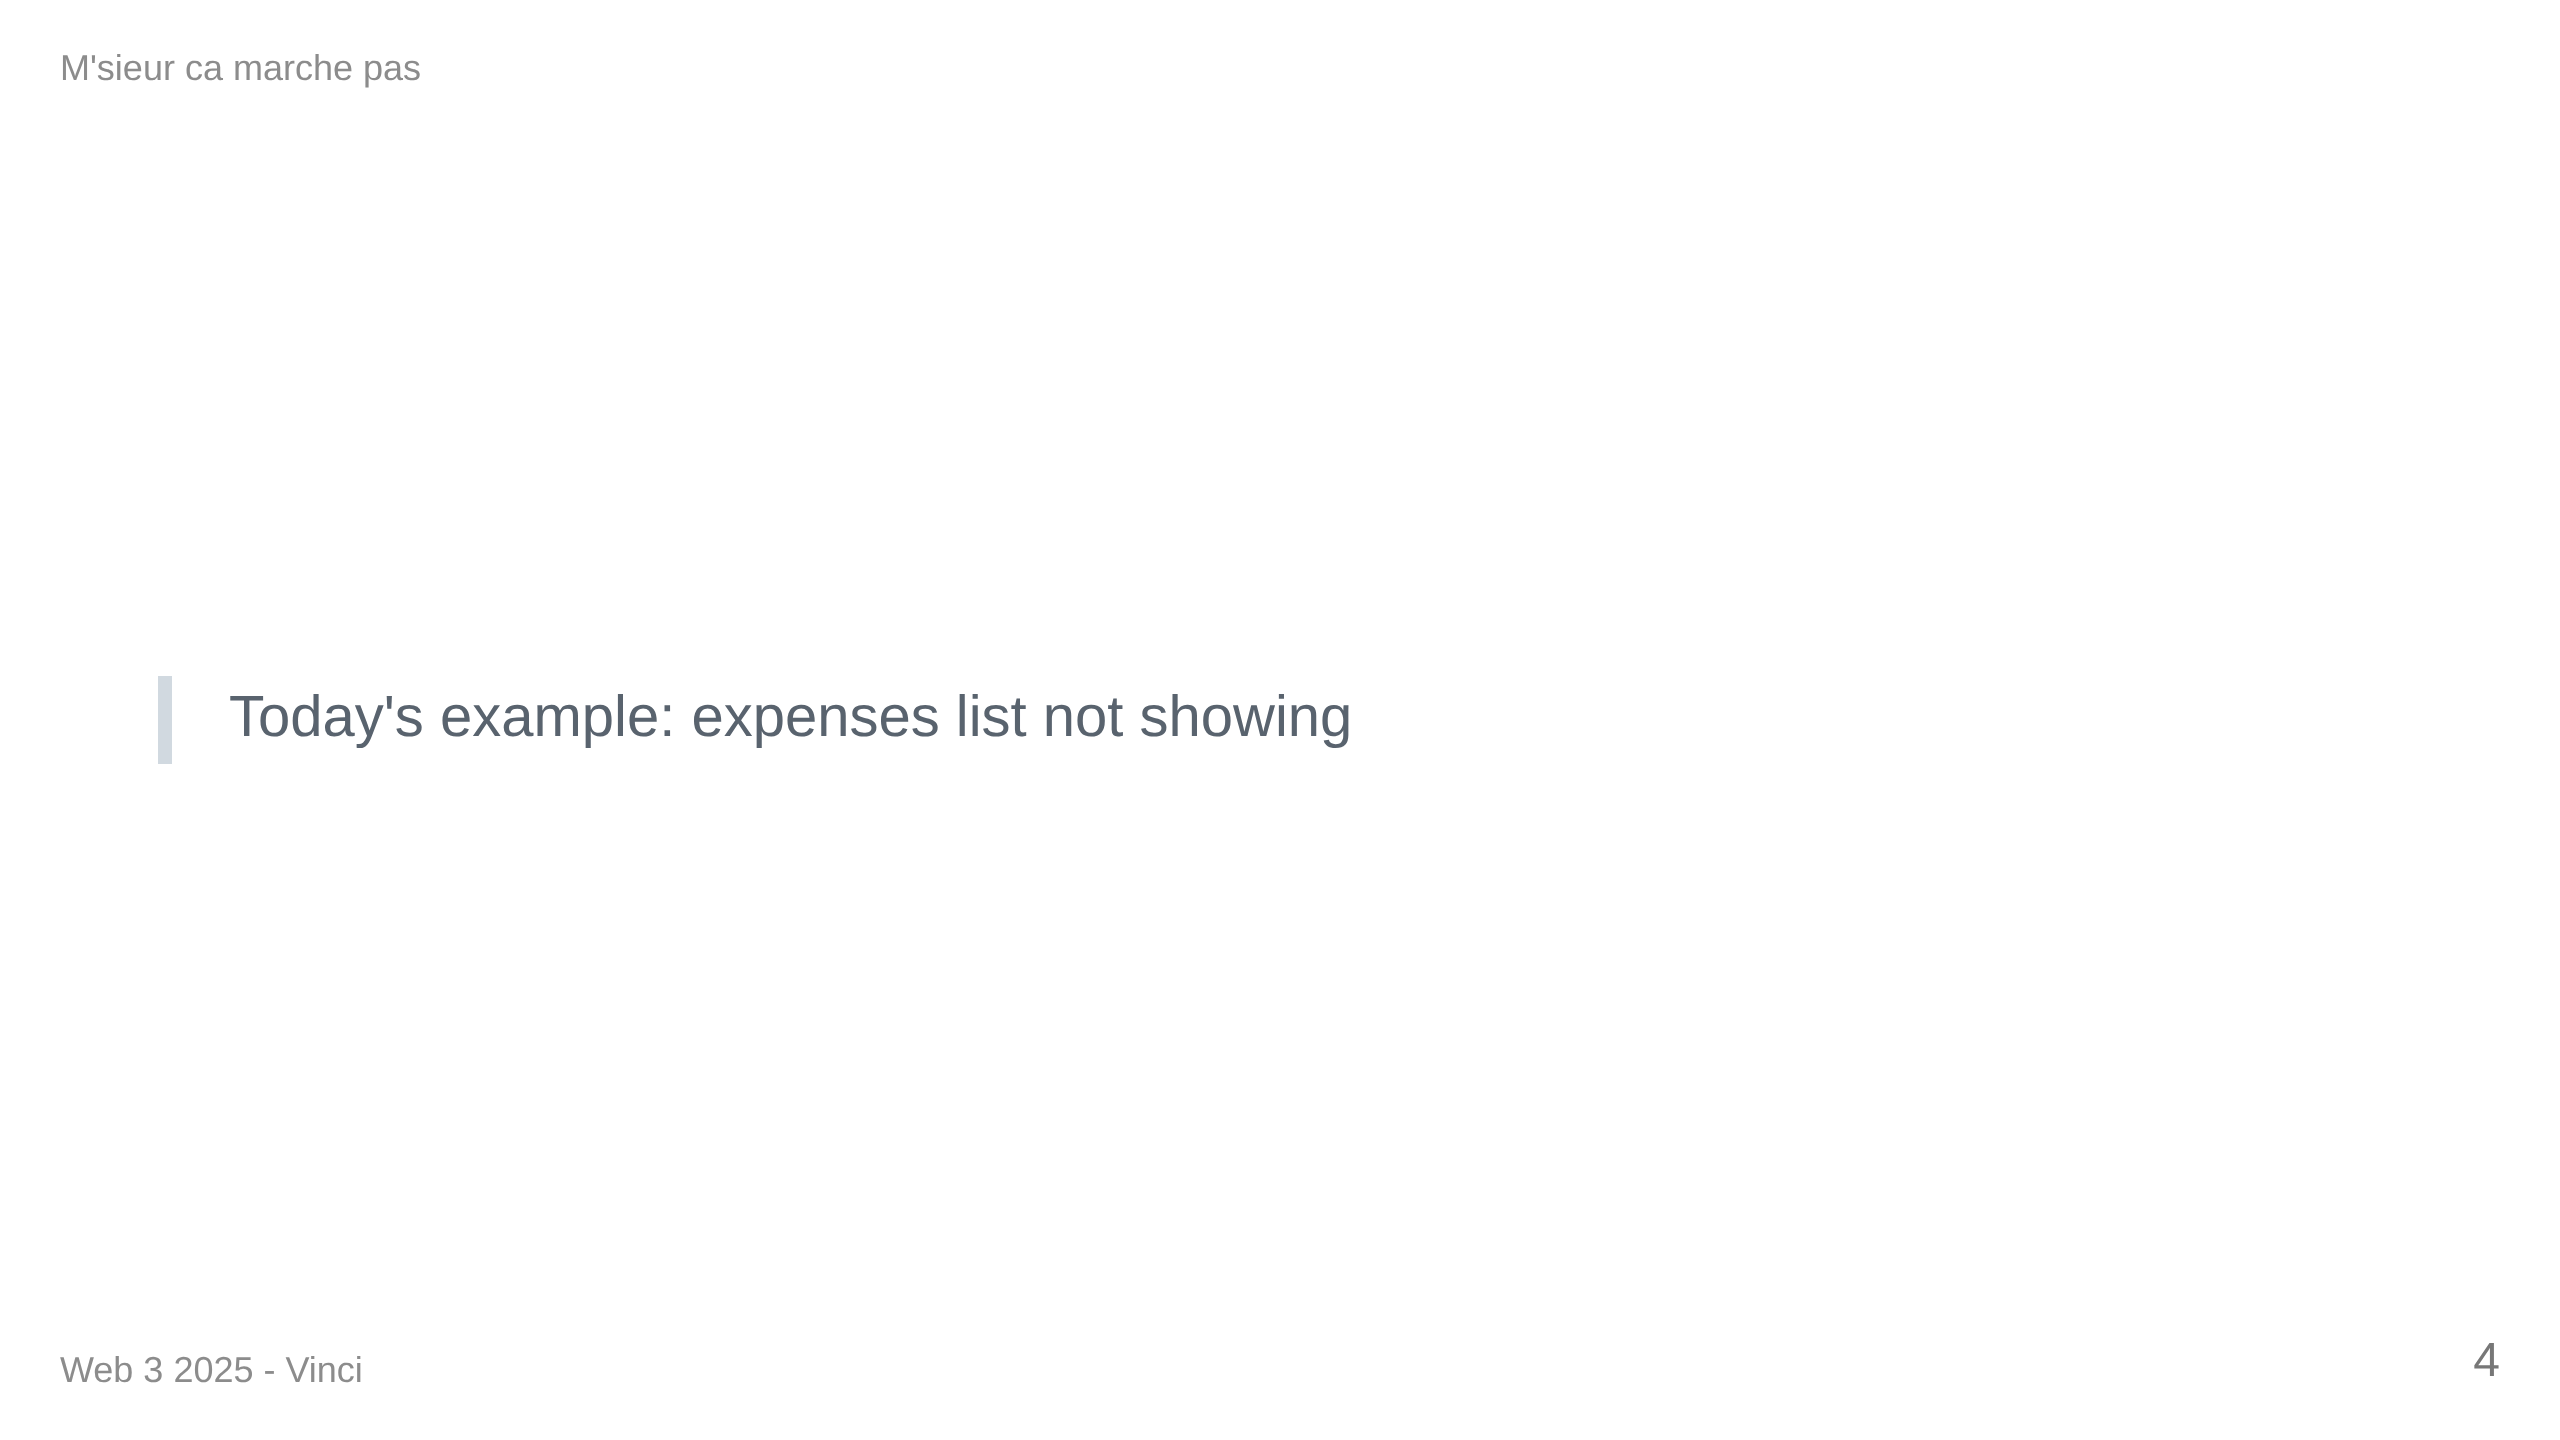 M'sieur ca marche pas
Today's example: expenses list not showing
Web 3 2025 - Vinci
4